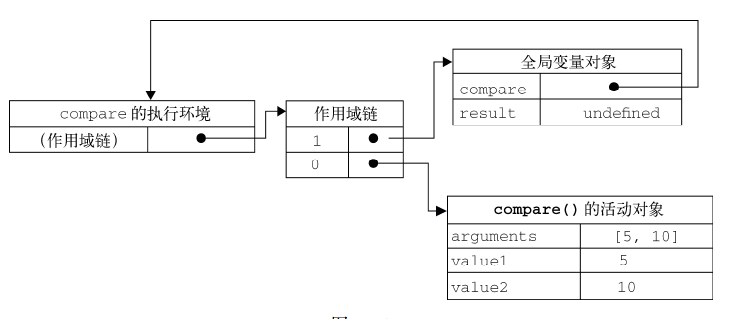 compare 的执行环境
(作用域链)
作用域链
1
0
全局变量对象
compare
result undefined
compare() 的活动对象
arguments [5, 10]
value1 5
value2 10